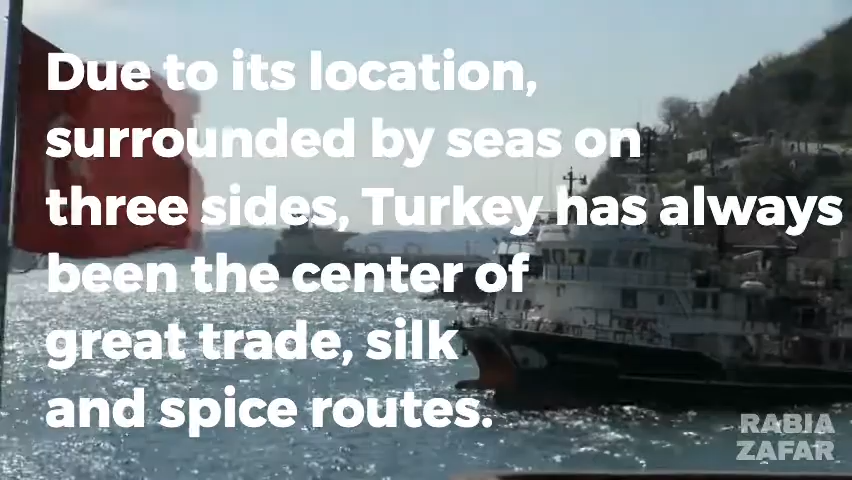 Due to its location,
surrounded by seas on
three sides, Turkey has always
been the center of
great trade, silk
and spice routes.
RABIA
ZAFAR